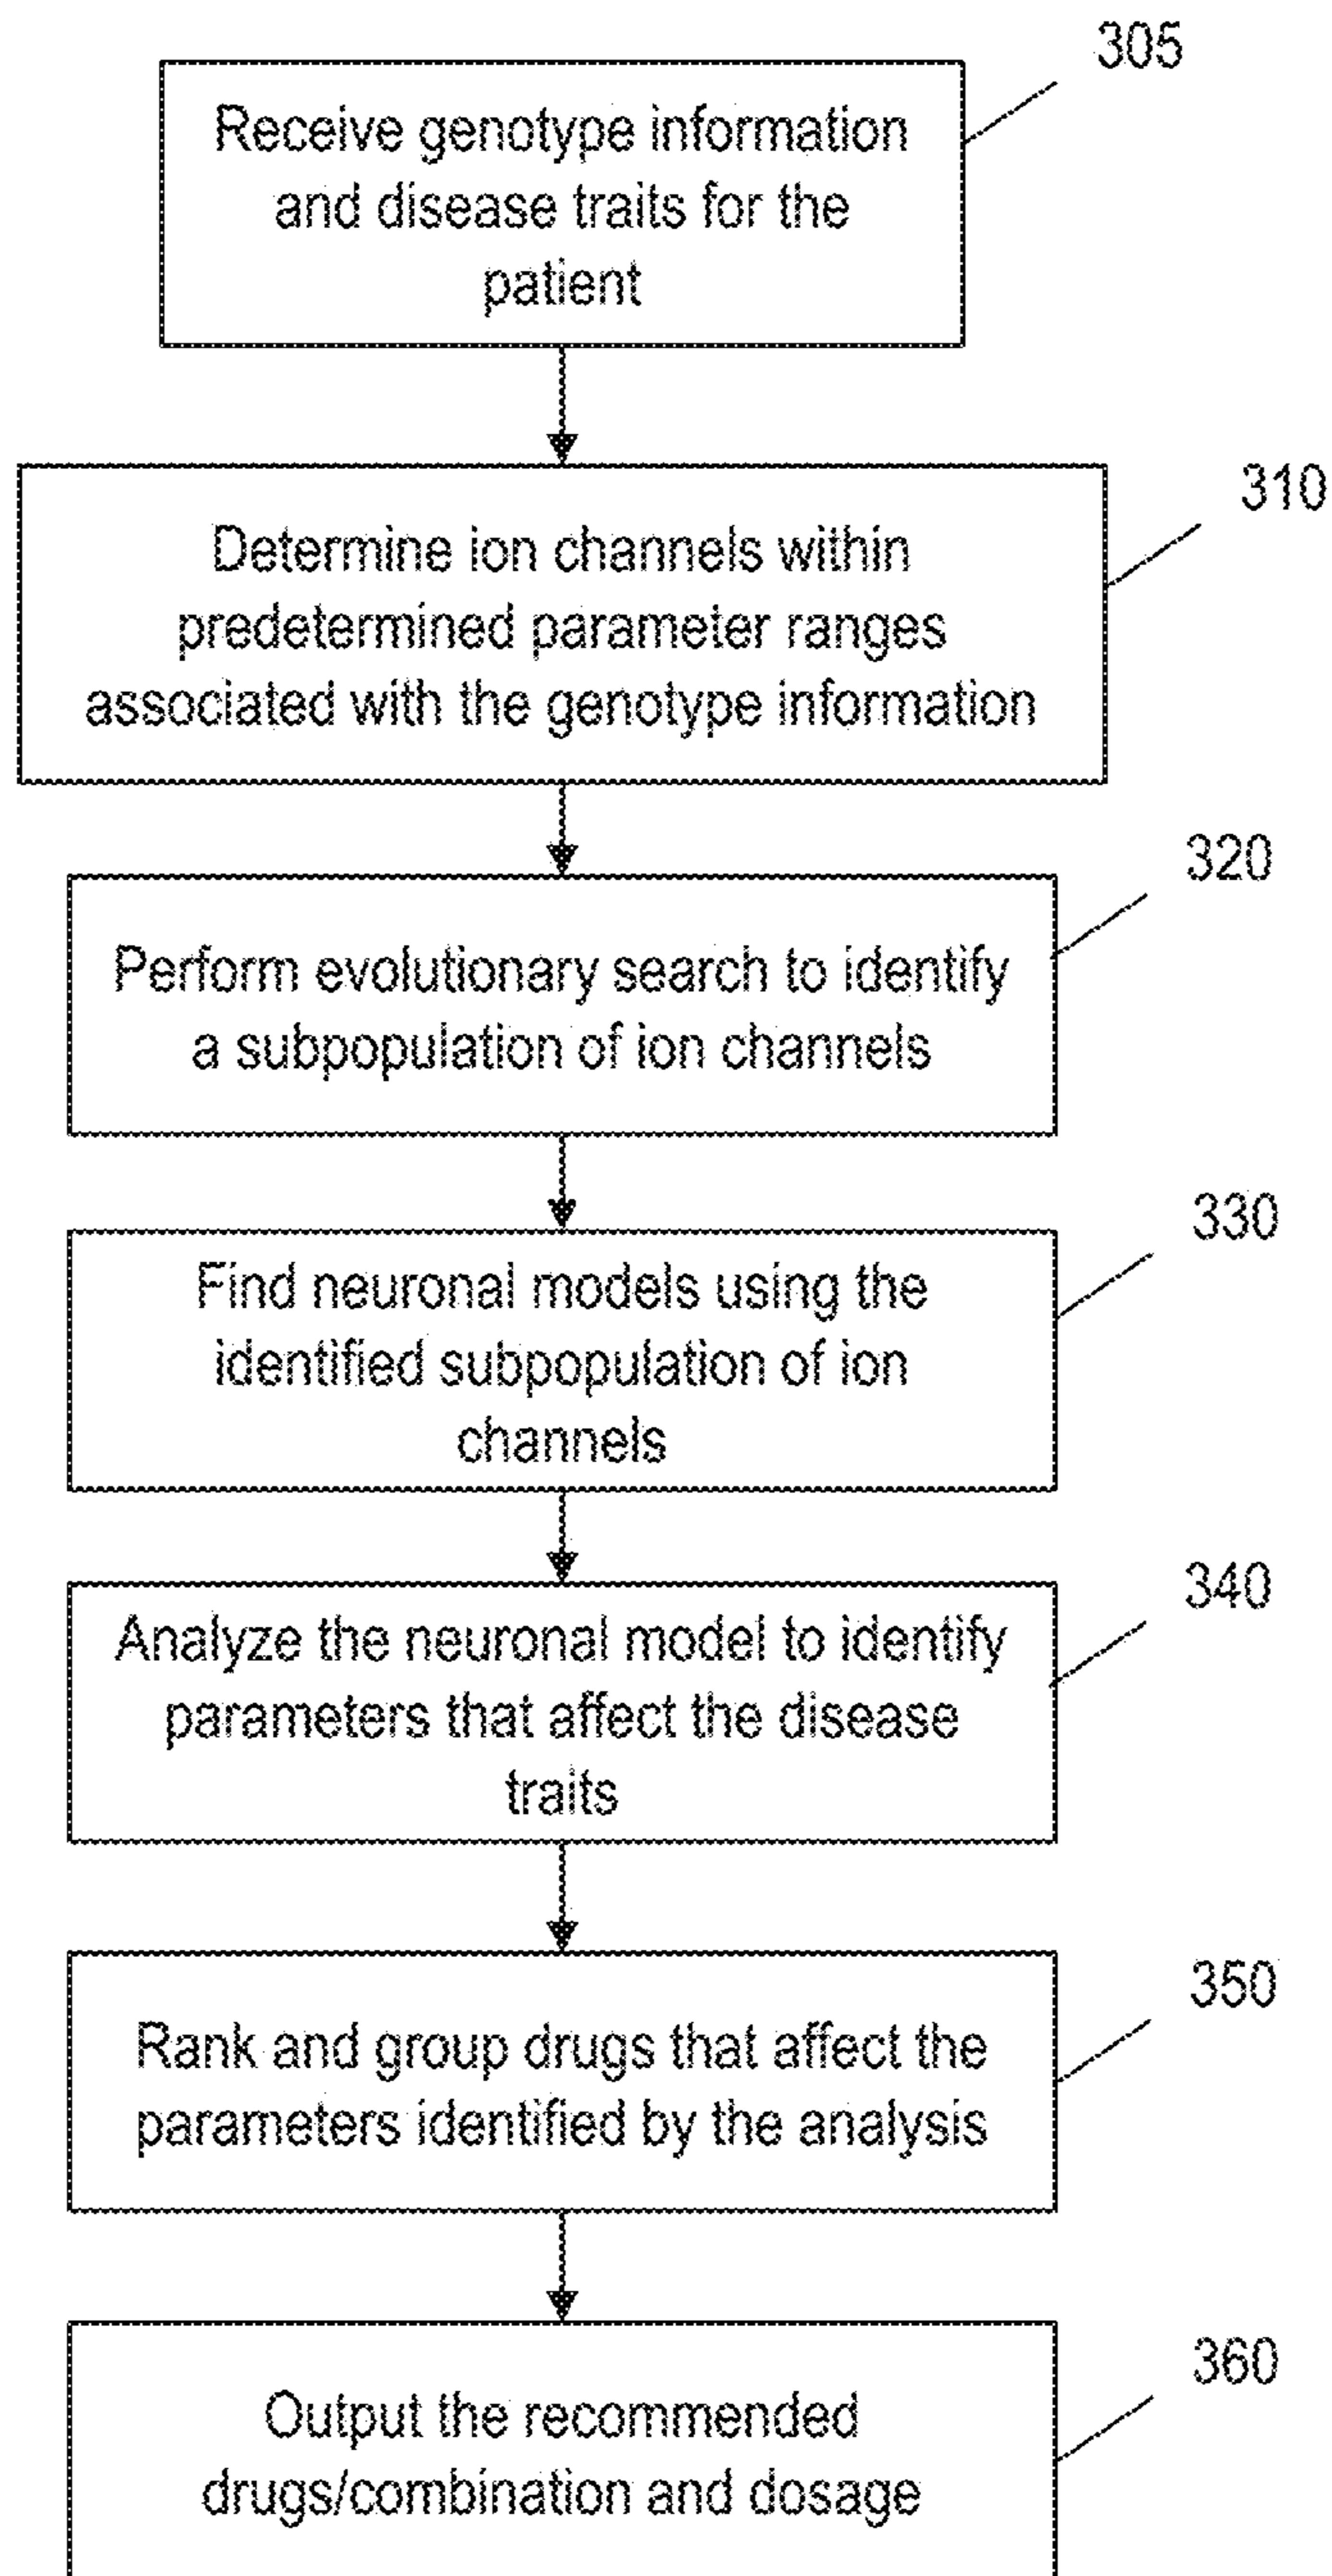 305
Receive genotype information
and disease traits for the
patient
310
Determine ion channels within
predetermined parameter ranges
associated with the genotype information
320
Perform evolutionary search to identify
a subpopulation of ion channels
330
Find neuronal models using the
identified subpopulation of ion
channels
340
Analyze the neuronal model to identify
parameters that affect the disease
traits
350
Rank and group drugs that affect the
parameters identified by the analysis
360
Output the recommended
drugs/combination and dosage